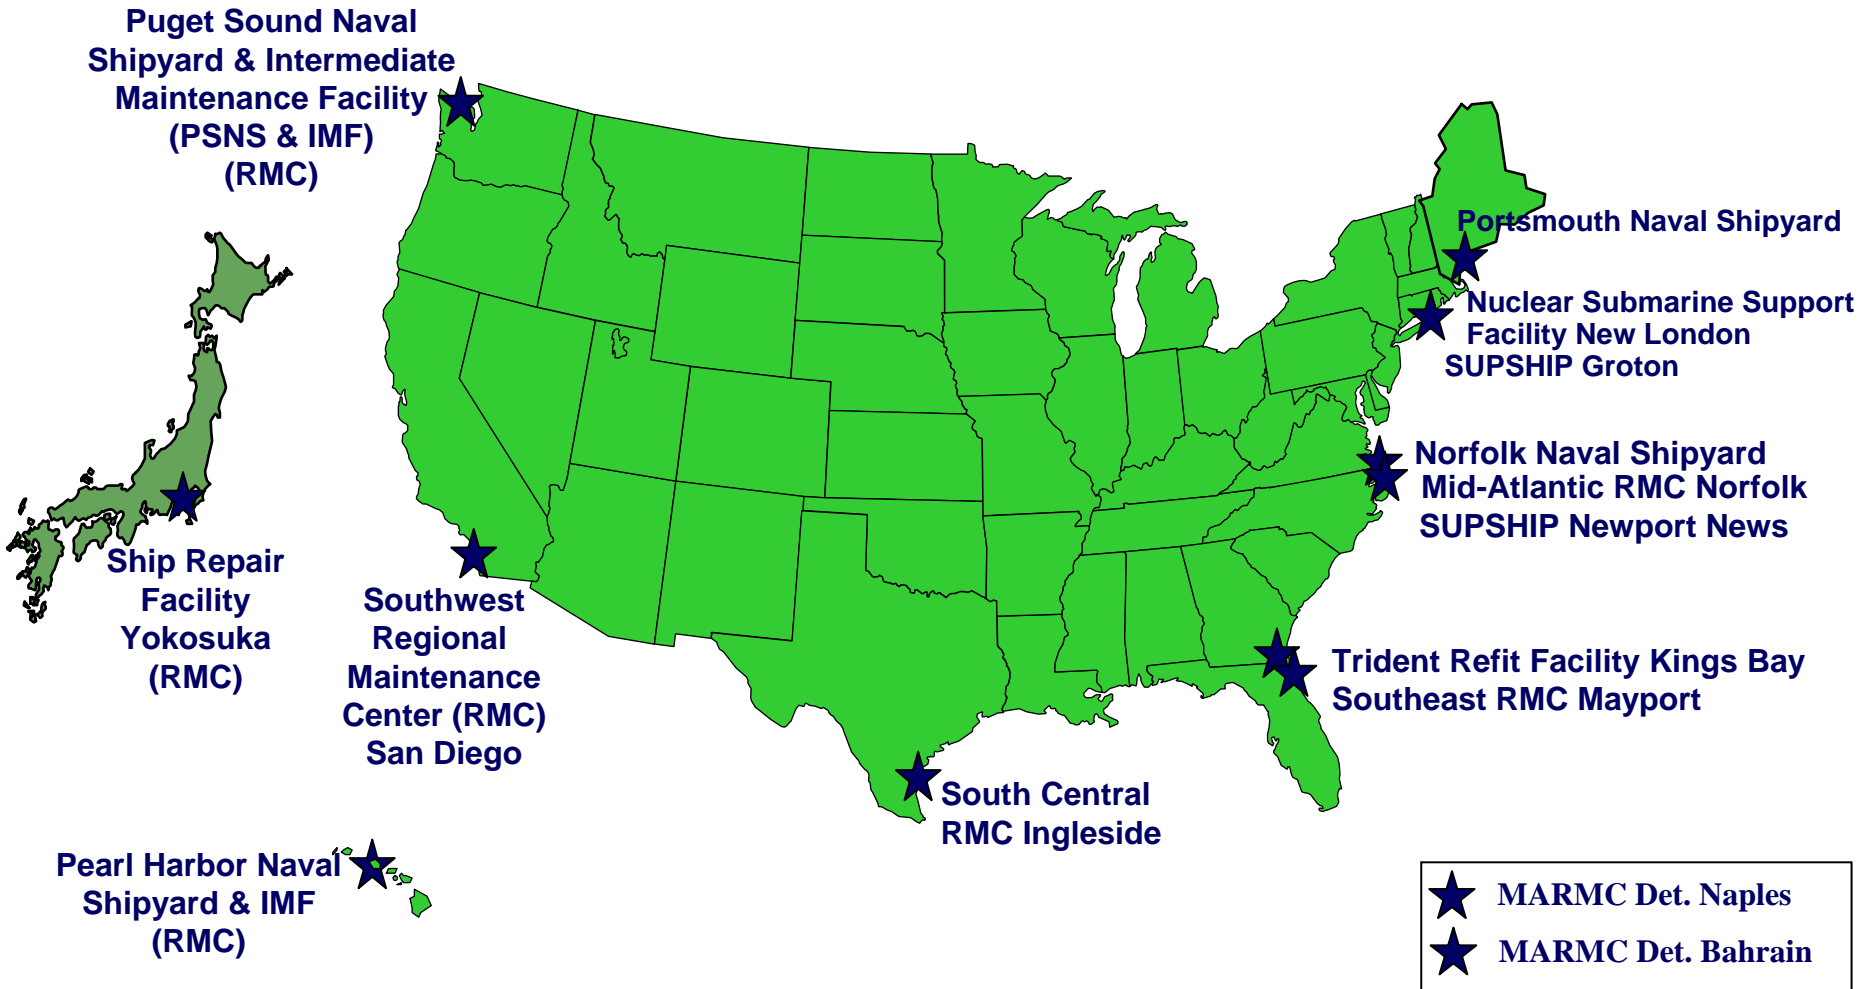 Puget Sound Naval
Shipyard & Intermediate
Maintenance Facility
(PSNS & IMF)
(RMC)
Portsmouth Naval Shipyard
Nuclear Submarine Support
Facility New London
SUPSHIP Groton
Norfolk Naval Shipyard
Mid-Atlantic RMC Norfolk
SUPSHIP Newport News
Ship Repair
Facility
Yokosuka
(RMC)
Southwest
Regional
Maintenance
Center (RMC)
San Diego
Trident Refit Facility Kings Bay
Southeast RMC Mayport
South Central
RMC Ingleside
Pearl Harbor Naval
Shipyard & IMF
(RMC)
MARMC Det. Naples
MARMC Det. Bahrain